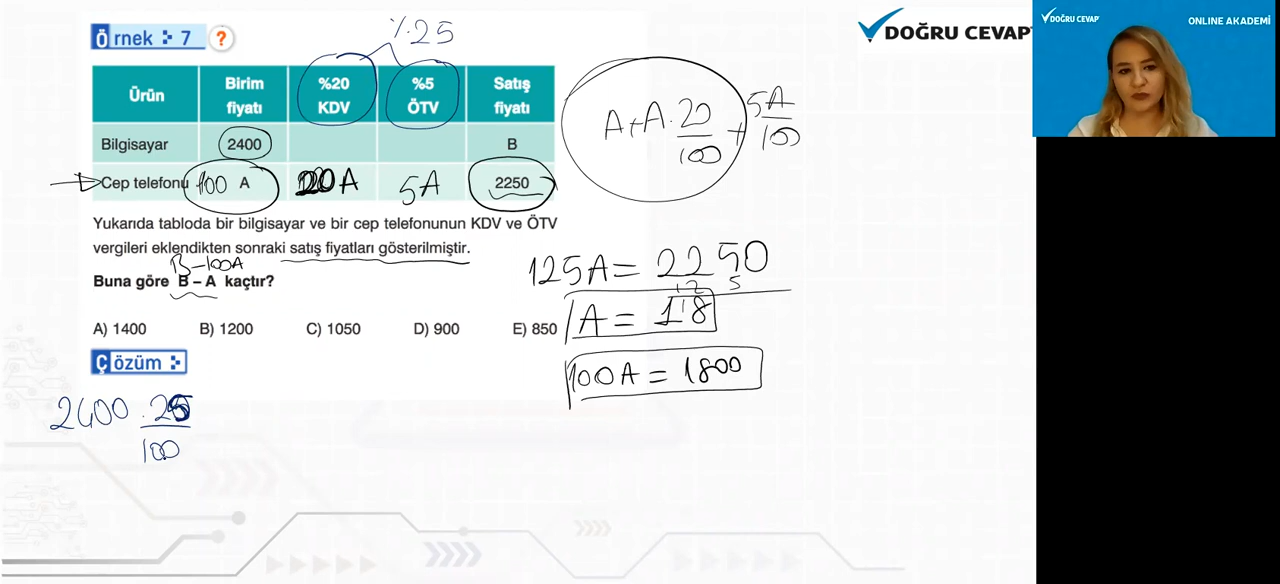 Örnek 7 ?
%25
Ürün Birim fiyatı %20 KDV %5 ÖTV Satış fiyatı
Bilgisayar 2400 B
Cep telefonu 100 A 20A 5A 2250
Yukarıda tabloda bir bilgisayar ve bir cep telefonunun KDV ve ÖTV
vergileri eklendikten sonraki satış fiyatları gösterilmiştir.
B-100A
Buna göre B – A kaçtır?
A) 1400 B) 1200 C) 1050 D) 900 E) 850
Çözüm
2400 . 25
100
A+A. 20/100 + 5A/100
125A = 2250
125
A = 18
100A = 1800
DOĞRU CEVAP
DOĞRU CEVAP
ONLINE AKADEMİ